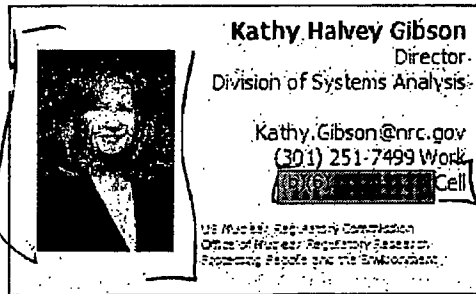 Kathy Halvey Gibson
Director
Division of Systems Analysis
Kathy.Gibson@nrc.gov
(301) 251-7499 Work
(b)(6) Cell
US Nuclear Regulatory Commission
Office of Nuclear Regulatory Research
Protecting People and the Environment